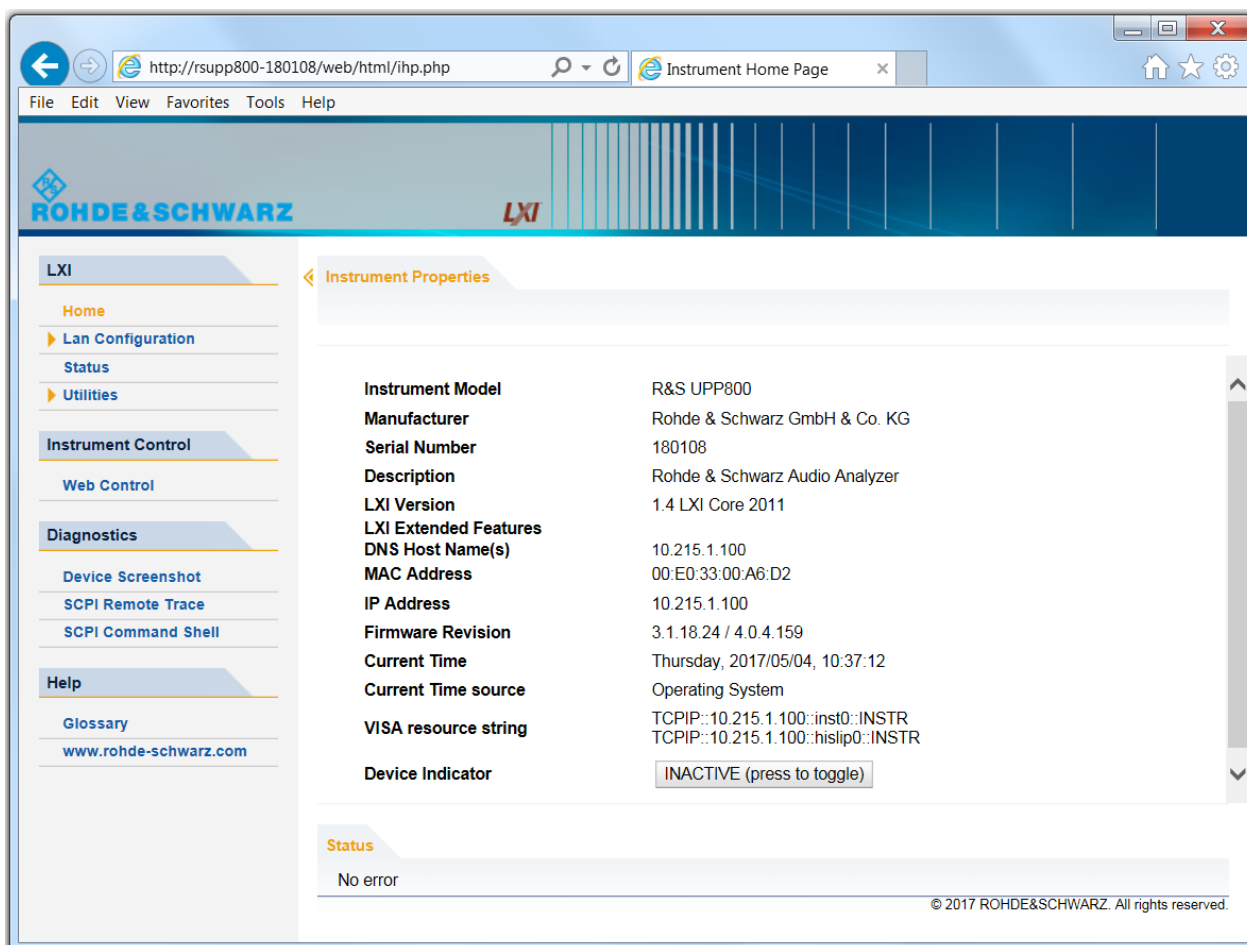 http://rsupp800-180108/web/html/ihp.php
Instrument Home Page
File Edit View Favorites Tools Help
R&S
ROHDE&SCHWARZ
LXI
LXI
Home
Lan Configuration
Status
Utilities
Instrument Control
Web Control
Diagnostics
Device Screenshot
SCPI Remote Trace
SCPI Command Shell
Help
Glossary
www.rohde-schwarz.com
Instrument Properties
Instrument Model R&S UPP800
Manufacturer Rohde & Schwarz GmbH & Co. KG
Serial Number 180108
Description Rohde & Schwarz Audio Analyzer
LXI Version 1.4 LXI Core 2011
LXI Extended Features
DNS Host Name(s) 10.215.1.100
MAC Address 00:E0:33:00:A6:D2
IP Address 10.215.1.100
Firmware Revision 3.1.18.24 / 4.0.4.159
Current Time Thursday, 2017/05/04, 10:37:12
Current Time source Operating System
VISA resource string TCPIP::10.215.1.100::inst0::INSTR
TCPIP::10.215.1.100::hislip0::INSTR
Device Indicator INACTIVE (press to toggle)
Status
No error
© 2017 ROHDE&SCHWARZ. All rights reserved.